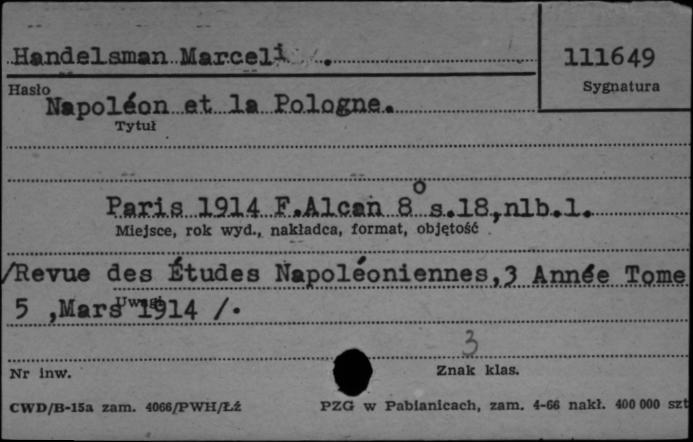 Handelsman Marceli .
111649
Hasło
Sygnatura
Napoléon et la Pologne.
Tytuł
Paris 1914 F.Alcan 8° s.18,nlb.1.
Miejsce, rok wyd., nakładca, format, objętość
/Revue des Études Napoléoniennes,3 Année Tome
5 ,Mars 1914 /.
Uwagi
3
Nr inw.
Znak klas.
CWD/B-15a zam. 4066/PWH/Łź
PZG w Pabianicach, zam. 4-66 nakł. 400 000 szt